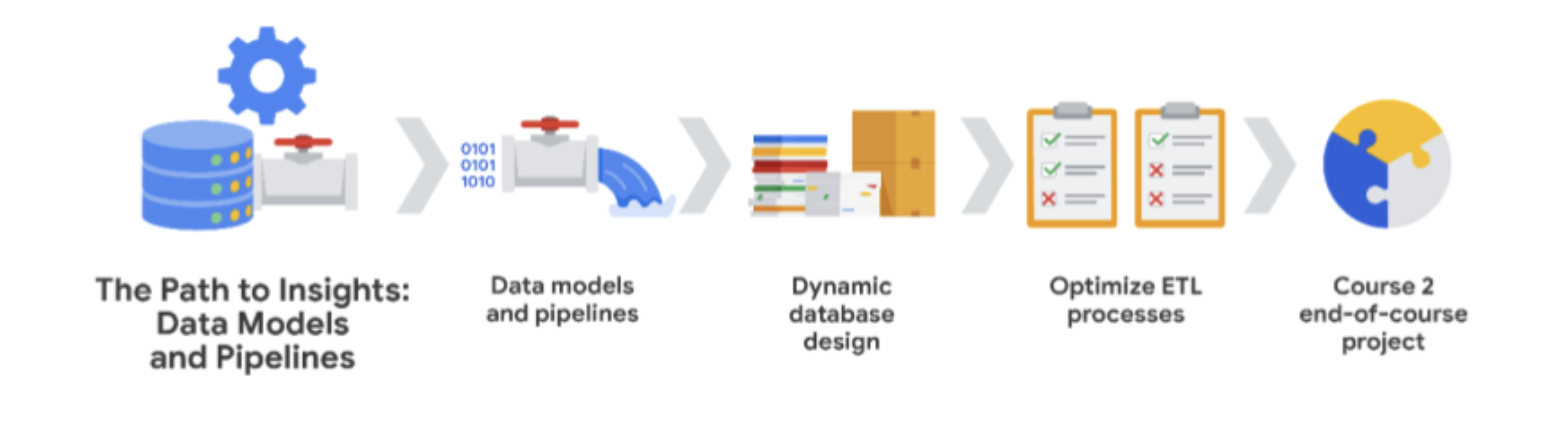 0101
0101
1010
The Path to Insights:
Data Models
and Pipelines
Data models
and pipelines
Dynamic
database
design
Optimize ETL
processes
Course 2
end-of-course
project